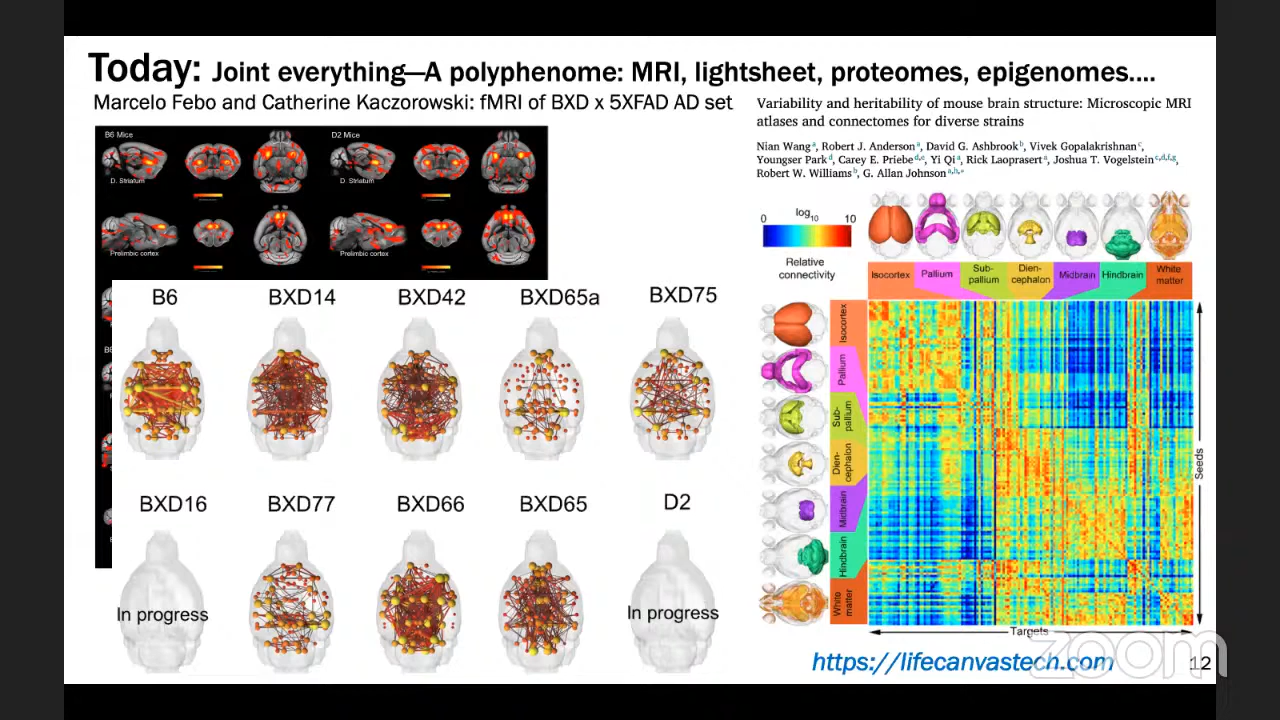 Today: Joint everything—A polyphenome: MRI, lightsheet, proteomes, epigenomes....
Marcelo Febo and Catherine Kaczorowski: fMRI of BXD x 5XFAD AD set
B6 Mice
D2 Mice
D. Striatum
D. Striatum
Prelimbic cortex
Prelimbic cortex
B6 BXD14 BXD42 BXD65a BXD75
BXD16 BXD77 BXD66 BXD65 D2
In progress
In progress
Variability and heritability of mouse brain structure: Microscopic MRI
atlases and connectomes for diverse strains
Nian Wang a, Robert J. Anderson a, David G. Ashbrook b, Vivek Gopalakrishnan c,
Youngser Park d, Carey E. Priebe d,e, Yi Qi a, Rick Laoprasert a, Joshua T. Vogelstein c,d,f,g,
Robert W. Williams b, G. Allan Johnson a,h,*
log10
0 10
Relative
connectivity
Isocortex
Pallium
Sub-
pallium
Dien-
cephalon
Midbrain
Hindbrain
White
matter
Isocortex
Pallium
Sub-
pallium
Dien-
cephalon
Midbrain
Hindbrain
White
matter
Seeds
Targets
https://lifecanvastech.com
zoom
12